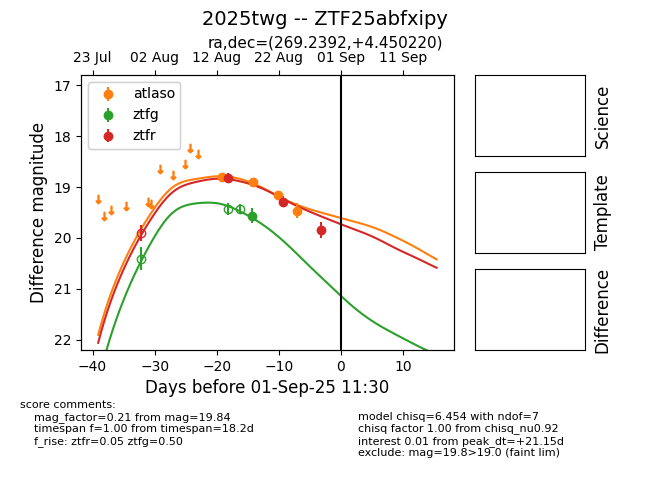 2025twg -- ZTF25abfxipy
ra,dec=(269.2392,+4.450220)
23 Jul 02 Aug 12 Aug 22 Aug 01 Sep 11 Sep
atlaso
ztfg
ztfr
17
18
19
20
21
22
Difference magnitude
−40 −30 −20 −10 0 10
Days before 01-Sep-25 11:30
Science
Template
Difference
score comments:
mag_factor=0.21 from mag=19.84
timespan f=1.00 from timespan=18.2d
f_rise: ztfr=0.05 ztfg=0.50
model chisq=6.454 with ndof=7
chisq factor 1.00 from chisq_nu0.92
interest 0.01 from peak_dt=+21.15d
exclude: mag=19.8>19.0 (faint lim)